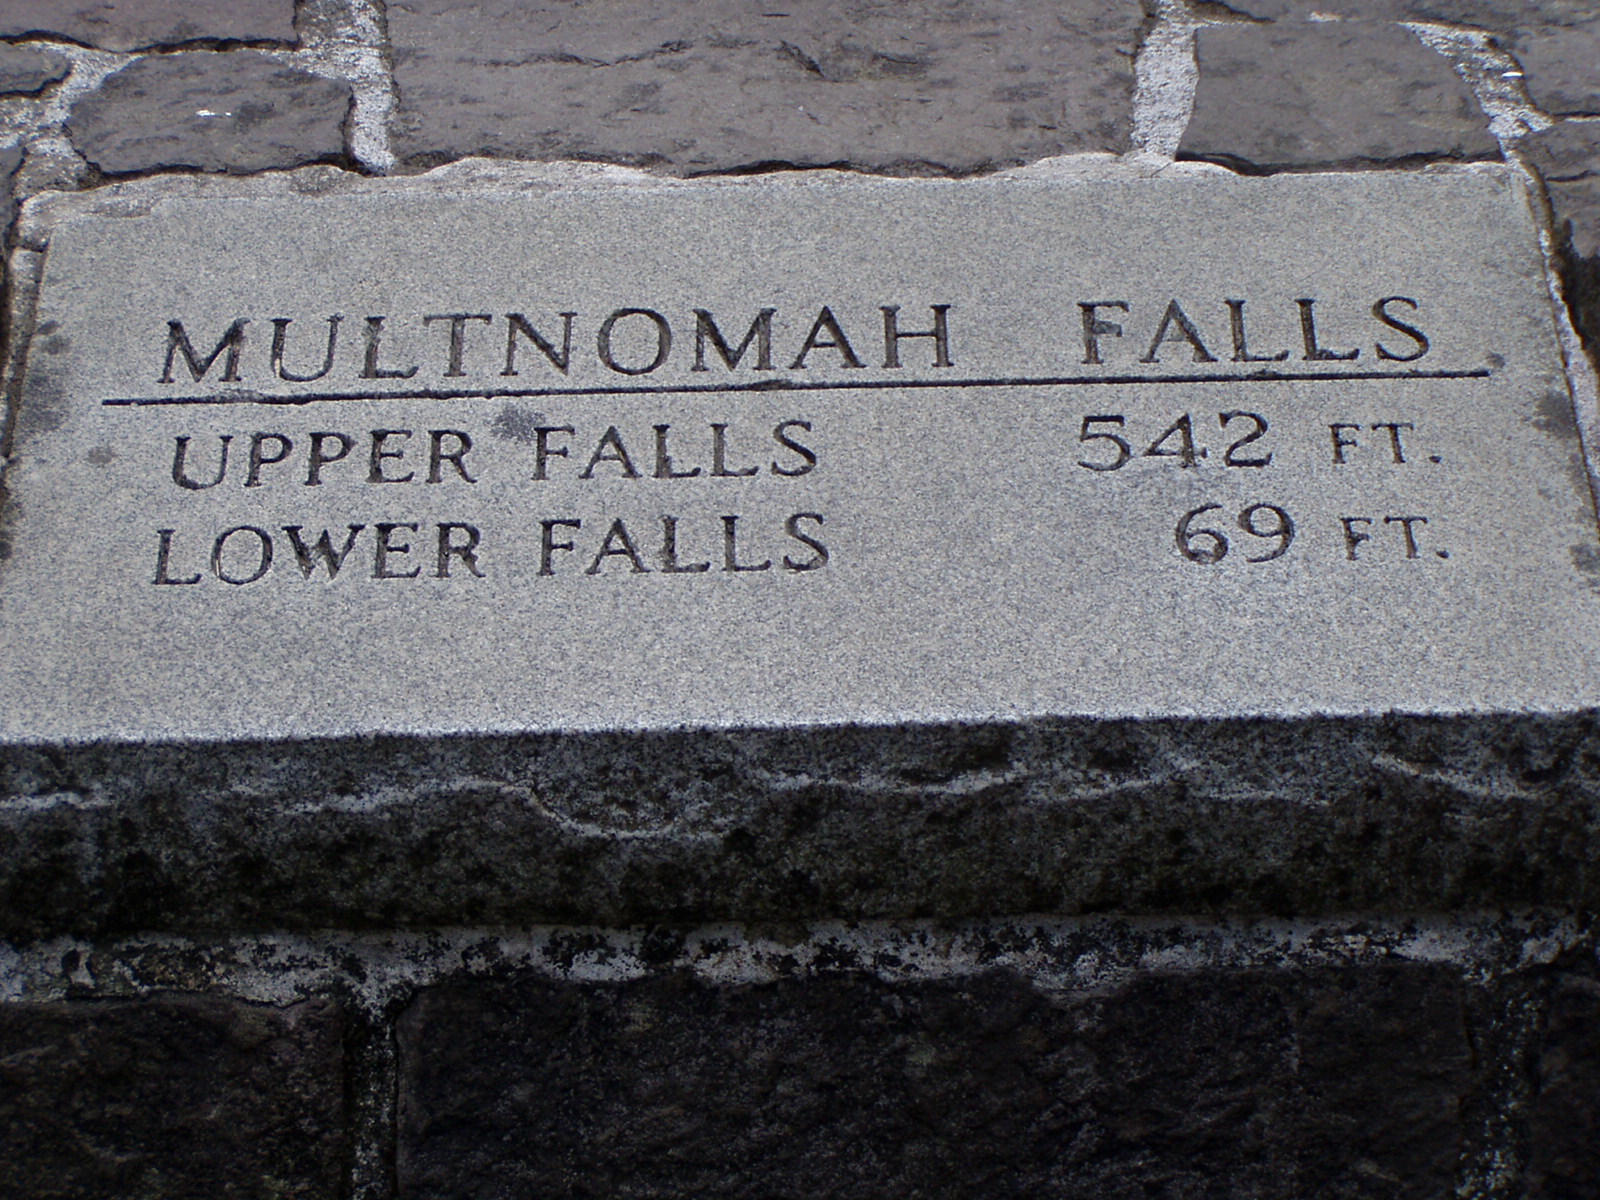 MULTNOMAH FALLS
UPPER FALLS 542 FT.
LOWER FALLS 69 FT.